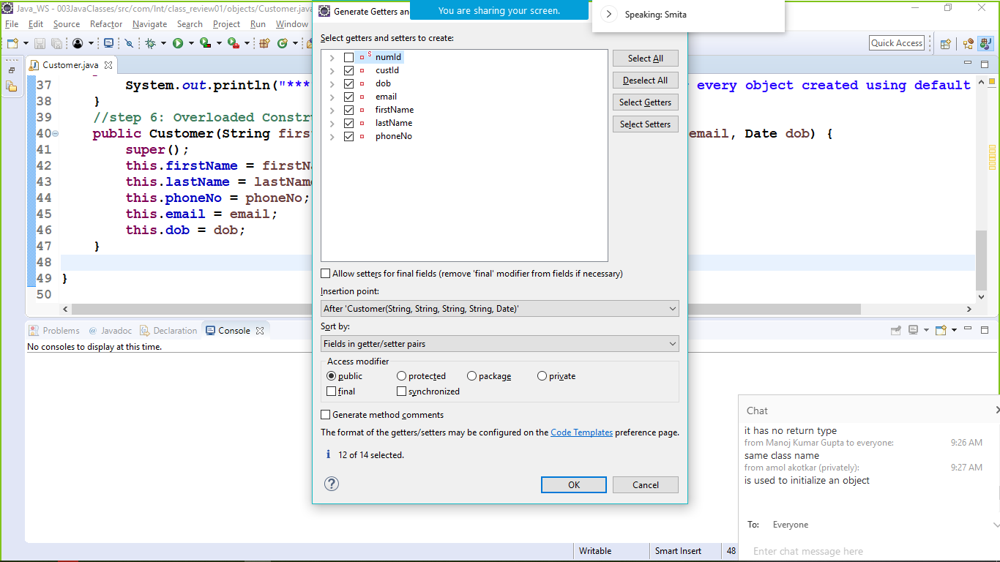 Java_WS - 003JavaClasses/src/com/Int/class_review01/objects/Customer.java
Generate Getters an
You are sharing your screen.
Speaking: Smita
File Edit Source Refactor Navigate Search Project Run Window
Quick Access
Customer.java
37 System.out.println("*** every object created using default
38 }
39 //step 6: Overloaded Constr
40 public Customer(String firs email, Date dob) {
41 super();
42 this.firstName = firstNa
43 this.lastName = lastName
44 this.phoneNo = phoneNo;
45 this.email = email;
46 this.dob = dob;
47 }
48
49 }
50
Select getters and setters to create:
numId
custId
dob
email
firstName
lastName
phoneNo
Select All
Deselect All
Select Getters
Select Setters
Allow setters for final fields (remove 'final' modifier from fields if necessary)
Insertion point:
After 'Customer(String, String, String, String, Date)'
Sort by:
Fields in getter/setter pairs
Access modifier
public protected package private
final synchronized
Generate method comments
The format of the getters/setters may be configured on the Code Templates preference page.
12 of 14 selected.
OK Cancel
Problems @ Javadoc Declaration Console
No consoles to display at this time.
Chat
it has no return type
from Manoj Kumar Gupta to everyone: 9:26 AM
same class name
from amol akotkar (privately): 9:27 AM
is used to initialize an object
To: Everyone
Enter chat message here
Writable Smart Insert 48